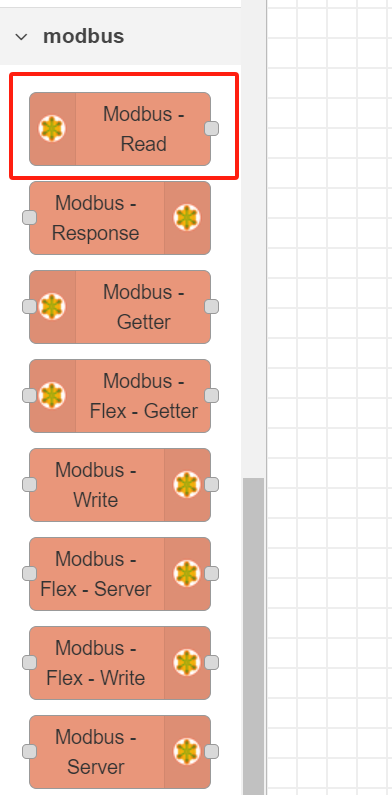 modbus
Modbus -
Read
Modbus -
Response
Modbus -
Getter
Modbus -
Flex - Getter
Modbus -
Write
Modbus -
Flex - Server
Modbus -
Flex - Write
Modbus -
Server